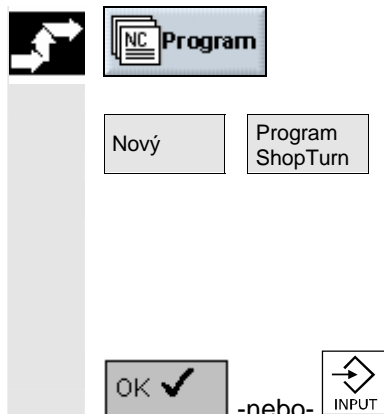 NC Program
Nový
Program
ShopTurn
OK
-nebo-
INPUT